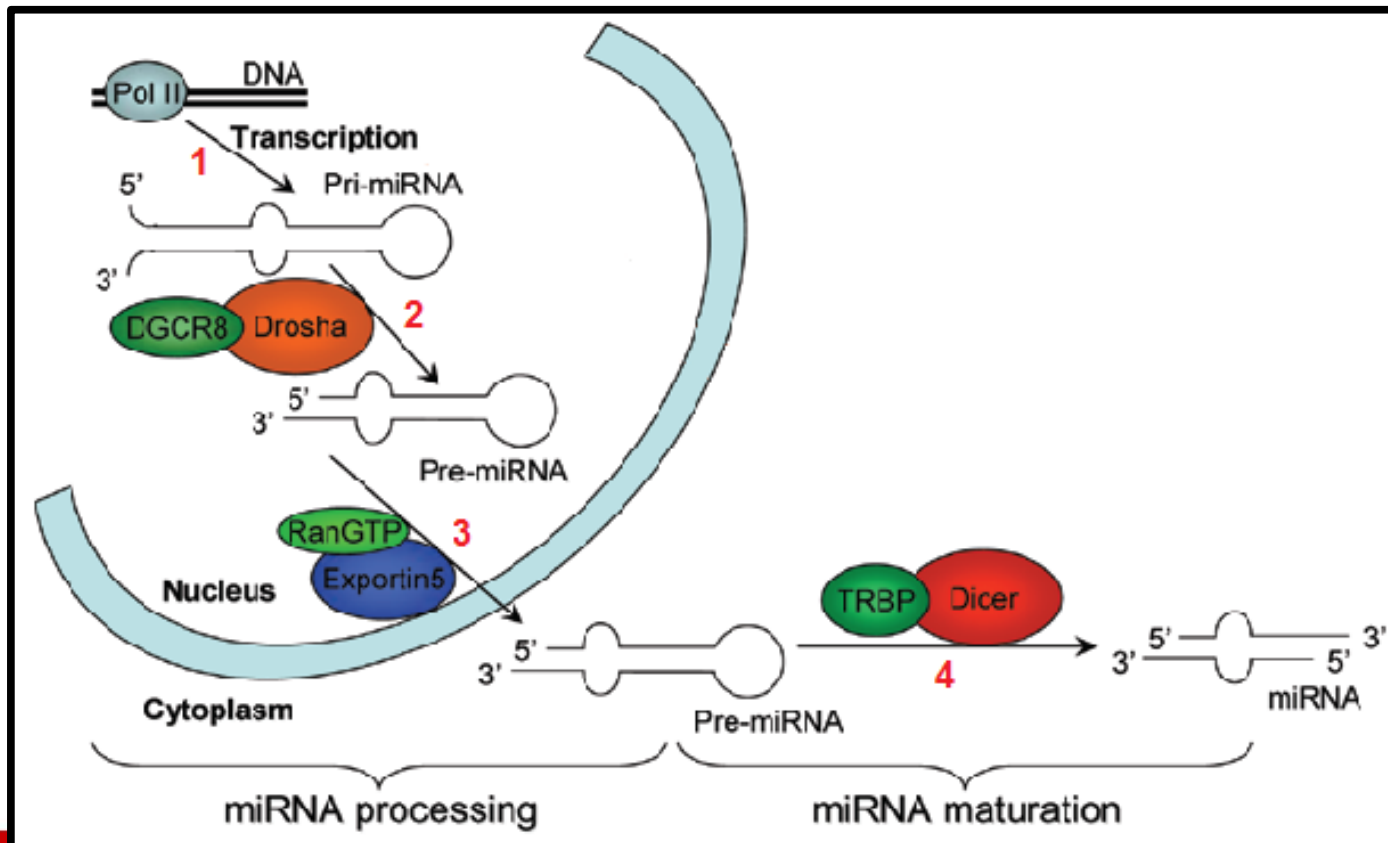 DNA
Pol II
Transcription
1
5’
Pri-miRNA
3’
2
DGCR8
Drosha
5’
3’
Pre-miRNA
RanGTP
3
Exportin5
Nucleus
TRBP
Dicer
5’
3’
4
5’
3’
3’
5’
miRNA
Cytoplasm
Pre-miRNA
miRNA processing
miRNA maturation